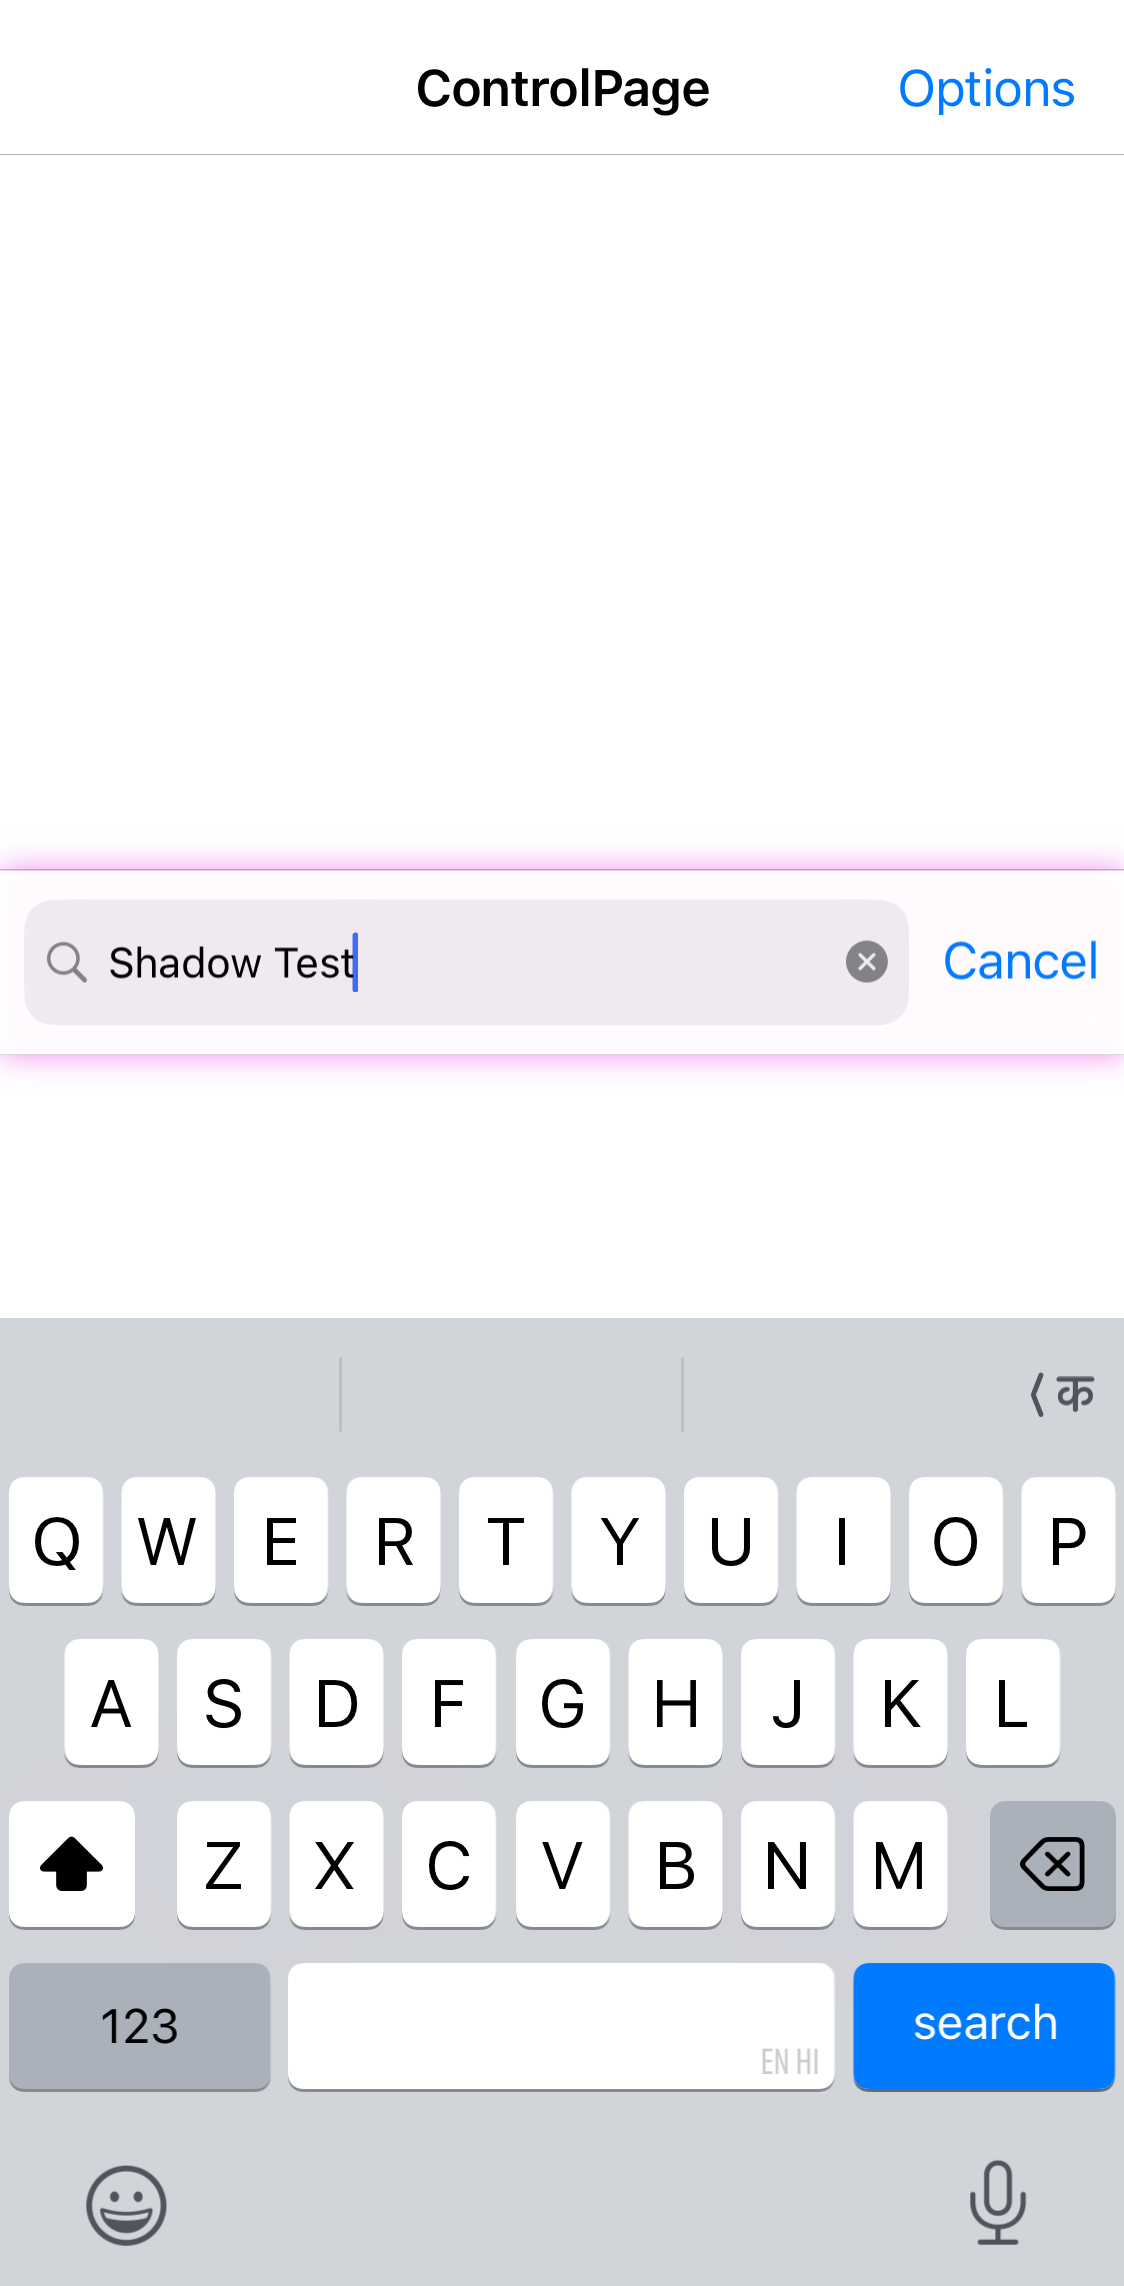 ControlPage Options
Shadow Test Cancel
क
Q W E R T Y U I O P
A S D F G H J K L
Z X C V B N M
123 EN HI search